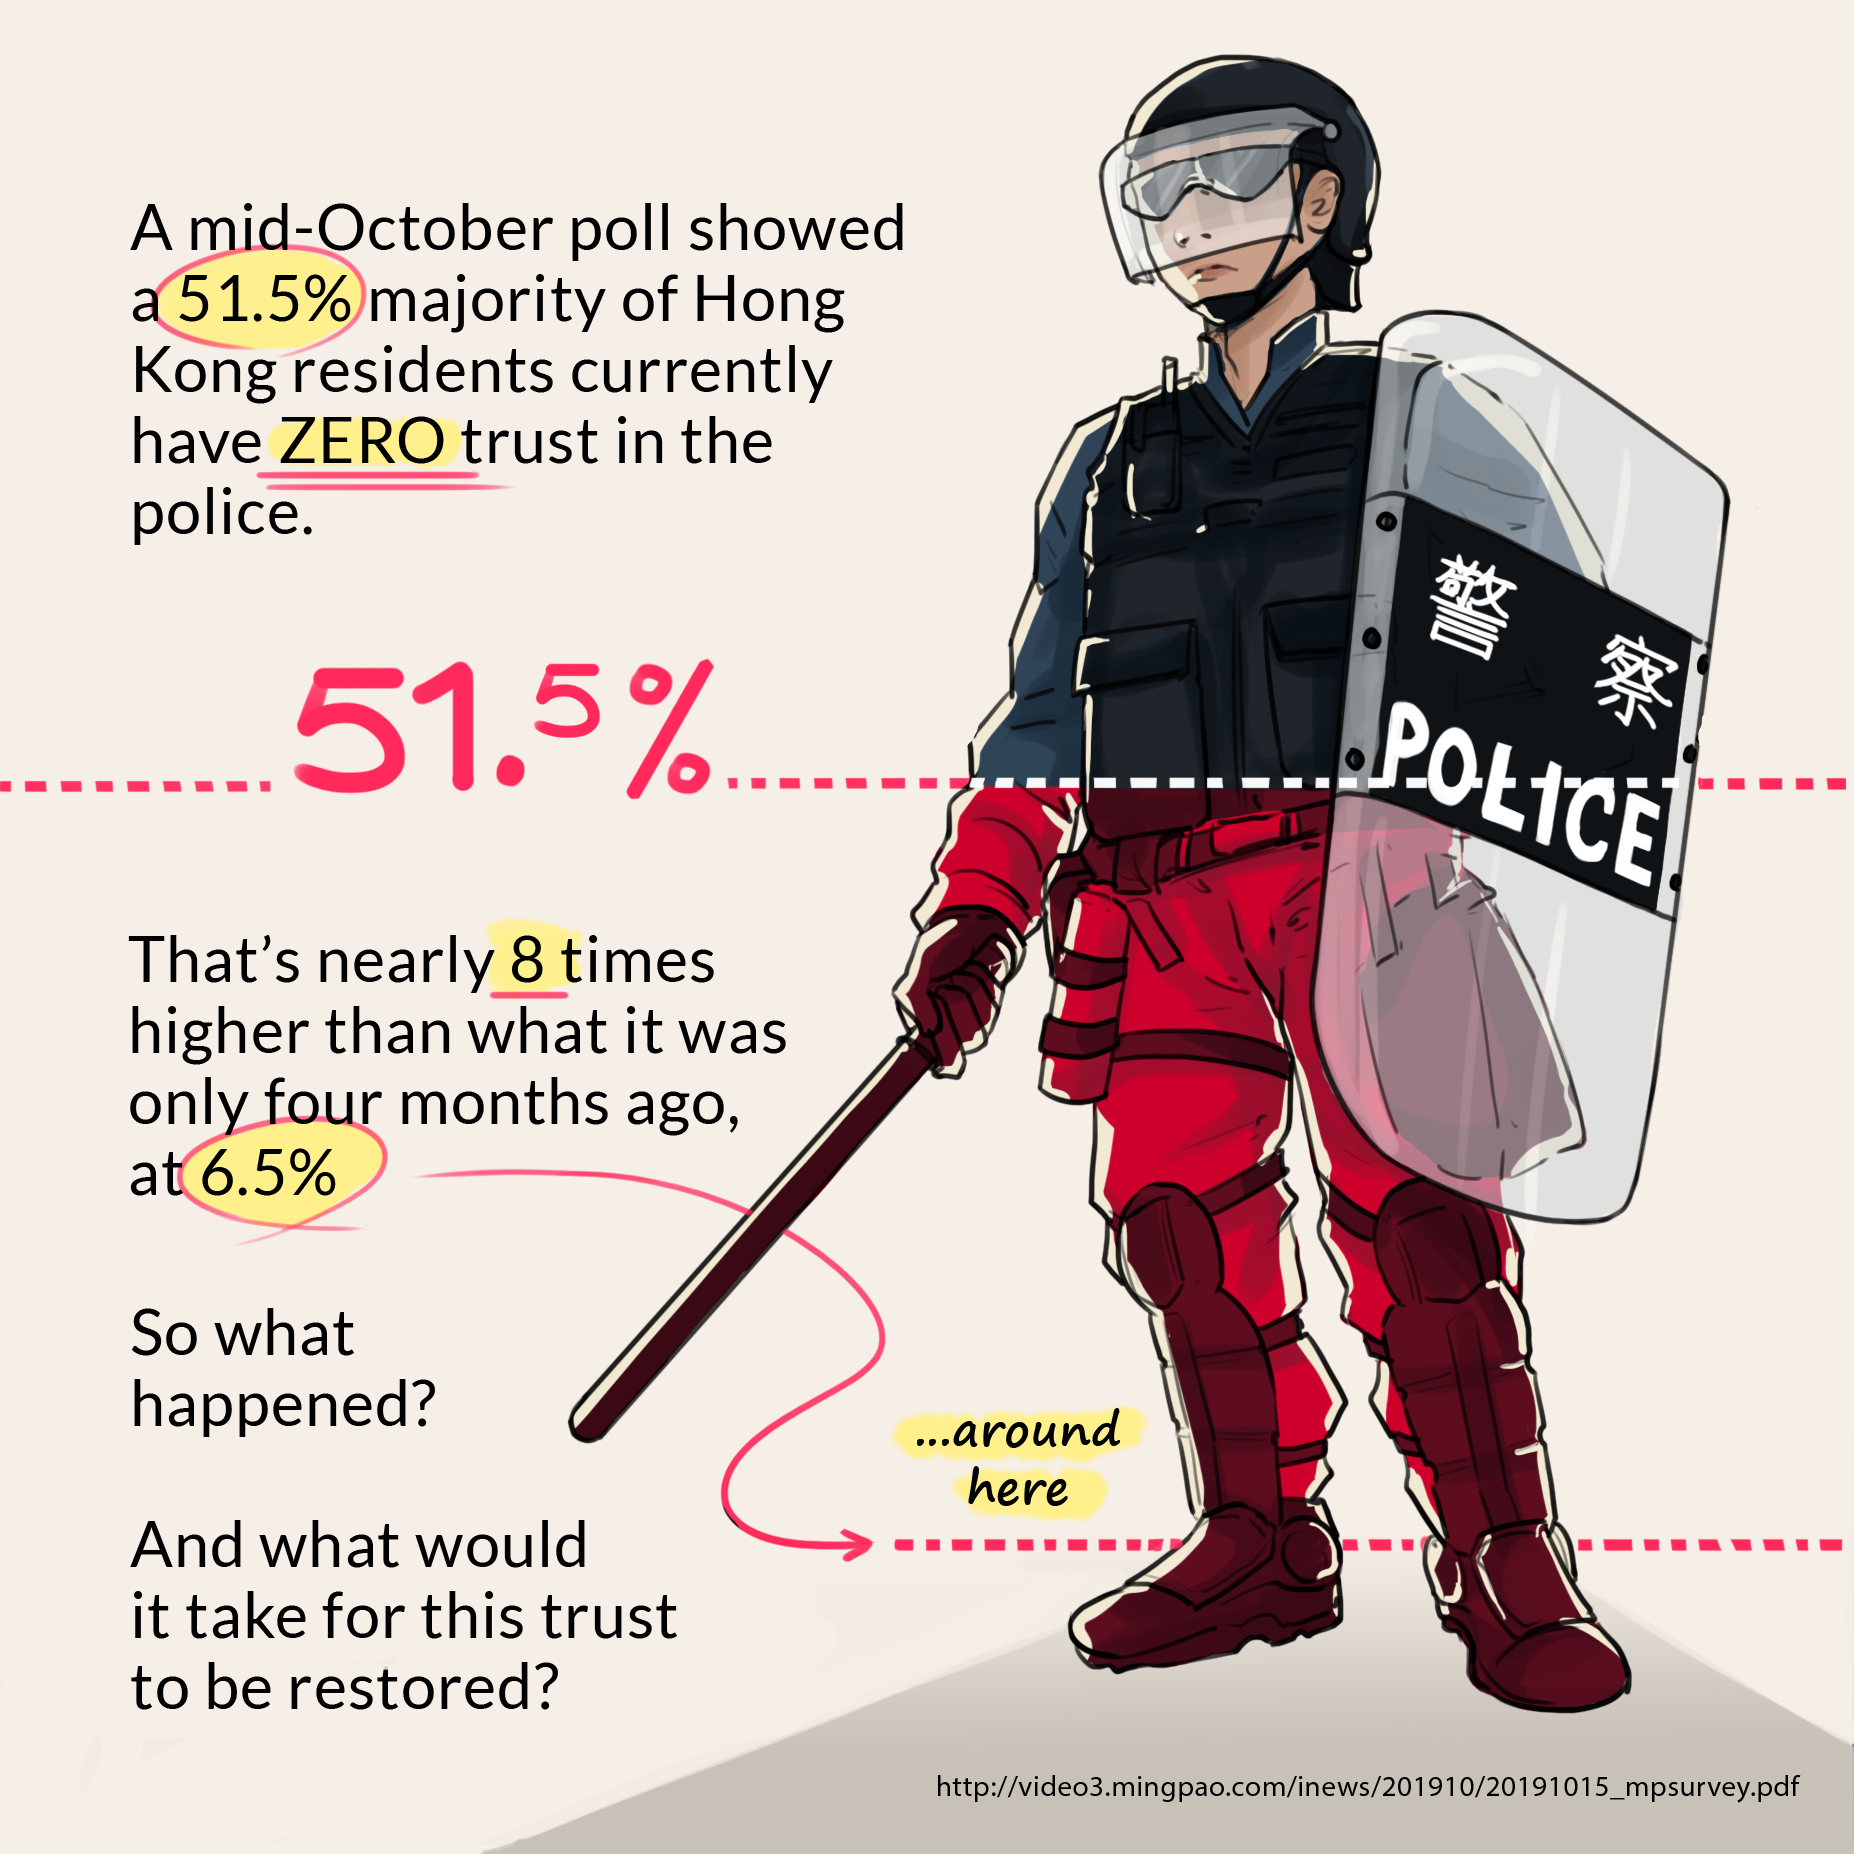 A mid-October poll showed
a 51.5% majority of Hong
Kong residents currently
have ZERO trust in the
police.
51.5%
警 察
POLICE
That’s nearly 8 times
higher than what it was
only four months ago,
at 6.5%
So what
happened?
...around
here
And what would
it take for this trust
to be restored?
http://video3.mingpao.com/inews/201910/20191015_mpsurvey.pdf